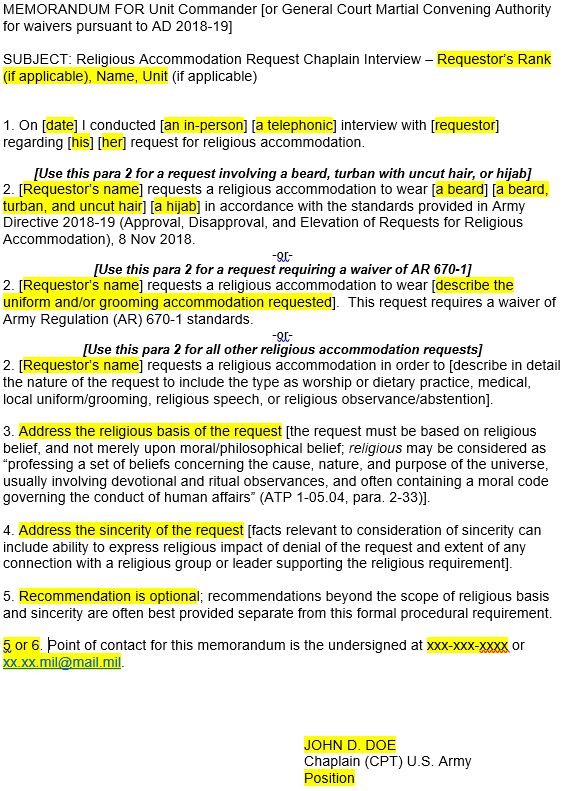 MEMORANDUM FOR Unit Commander [or General Court Martial Convening Authority
for waivers pursuant to AD 2018-19]
SUBJECT: Religious Accommodation Request Chaplain Interview – Requestor's Rank
(if applicable), Name, Unit (if applicable)
1. On [date] I conducted [an in-person] [a telephonic] interview with [requestor]
regarding [his] [her] request for religious accommodation.
[Use this para 2 for a request involving a beard, turban with uncut hair, or hijab]
2. [Requestor's name] requests a religious accommodation to wear [a beard] [a beard,
turban, and uncut hair] [a hijab] in accordance with the standards provided in Army
Directive 2018-19 (Approval, Disapproval, and Elevation of Requests for Religious
Accommodation), 8 Nov 2018.
-or-
[Use this para 2 for a request requiring a waiver of AR 670-1]
2. [Requestor's name] requests a religious accommodation to wear [describe the
uniform and/or grooming accommodation requested]. This request requires a waiver of
Army Regulation (AR) 670-1 standards.
-or-
[Use this para 2 for all other religious accommodation requests]
2. [Requestor's name] requests a religious accommodation in order to [describe in detail
the nature of the request to include the type as worship or dietary practice, medical,
local uniform/grooming, religious speech, or religious observance/abstention].
3. Address the religious basis of the request [the request must be based on religious
belief, and not merely upon moral/philosophical belief; religious may be considered as
“professing a set of beliefs concerning the cause, nature, and purpose of the universe,
usually involving devotional and ritual observances, and often containing a moral code
governing the conduct of human affairs” (ATP 1-05.04, para. 2-33)].
4. Address the sincerity of the request [facts relevant to consideration of sincerity can
include ability to express religious impact of denial of the request and extent of any
connection with a religious group or leader supporting the religious requirement].
5. Recommendation is optional; recommendations beyond the scope of religious basis
and sincerity are often best provided separate from this formal procedural requirement.
5 or 6. Point of contact for this memorandum is the undersigned at xxx-xxx-xxxx or
xx.xx.mil@mail.mil.
JOHN D. DOE
Chaplain (CPT) U.S. Army
Position